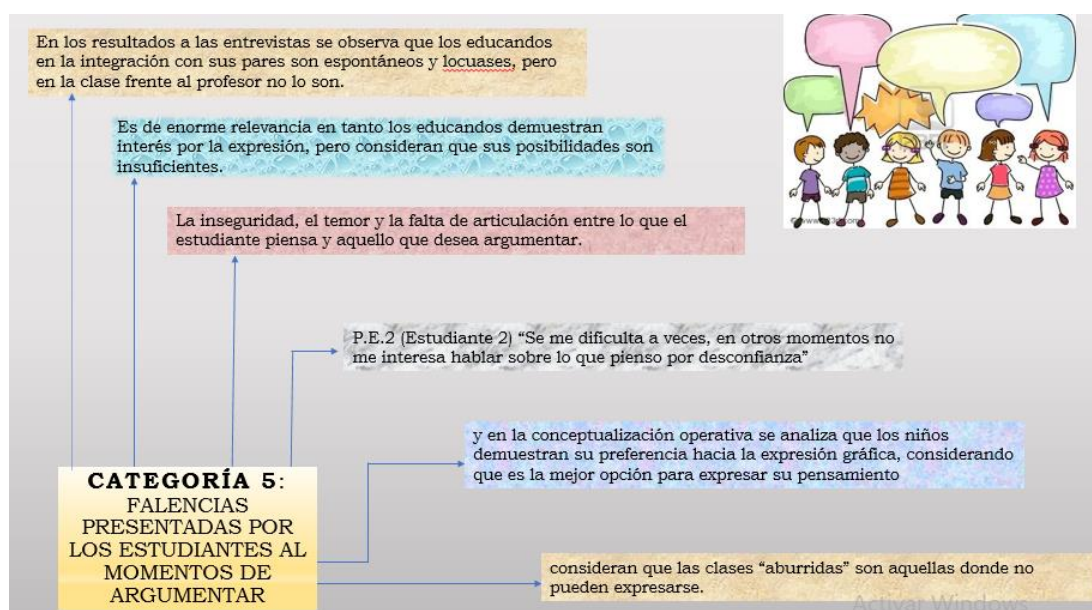 En los resultados a las entrevistas se observa que los educandos
en la integración con sus pares son espontáneos y locuases, pero
en la clase frente al profesor no lo son.
Es de enorme relevancia en tanto los educandos demuestran
interés por la expresión, pero consideran que sus posibilidades son
insuficientes.
La inseguridad, el temor y la falta de articulación entre lo que el
estudiante piensa y aquello que desea argumentar.
P.E.2 (Estudiante 2) “Se me dificulta a veces, en otros momentos no
me interesa hablar sobre lo que pienso por desconfianza”
y en la conceptualización operativa se analiza que los niños
demuestran su preferencia hacia la expresión gráfica, considerando
que es la mejor opción para expresar su pensamiento
CATEGORÍA 5:
FALENCIAS
PRESENTADAS POR
LOS ESTUDIANTES AL
MOMENTOS DE
ARGUMENTAR
consideran que las clases “aburridas” son aquellas donde no
pueden expresarse.
Activar Windows